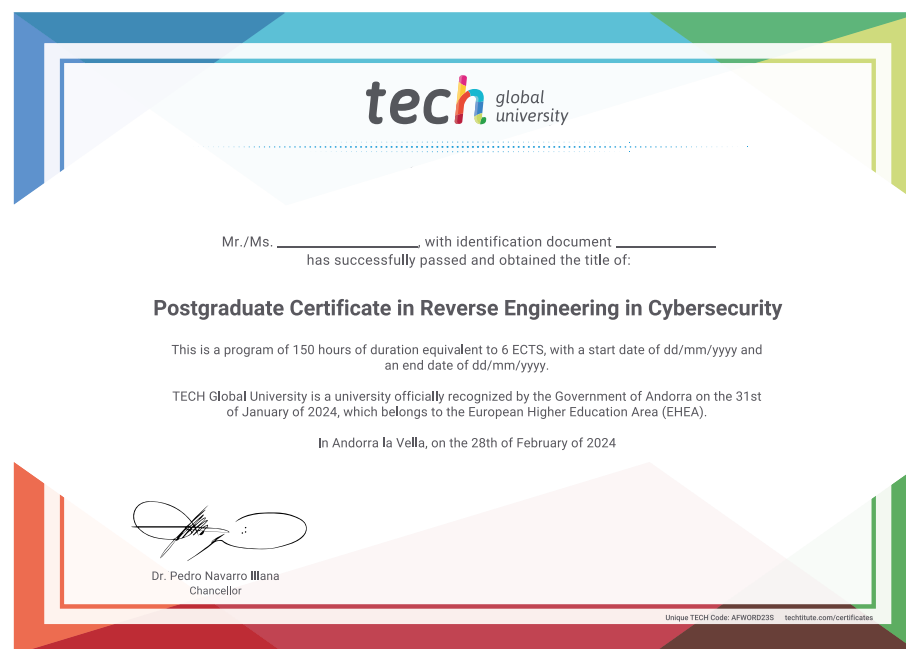 tech global university
Mr./Ms. ____________________, with identification document ______________
has successfully passed and obtained the title of:
Postgraduate Certificate in Reverse Engineering in Cybersecurity
This is a program of 150 hours of duration equivalent to 6 ECTS, with a start date of dd/mm/yyyy and
an end date of dd/mm/yyyy.
TECH Global University is a university officially recognized by the Government of Andorra on the 31st
of January of 2024, which belongs to the European Higher Education Area (EHEA).
In Andorra la Vella, on the 28th of February of 2024
Dr. Pedro Navarro Illana
Chancellor
Unique TECH Code: AFWORD23S techtitute.com/certificates